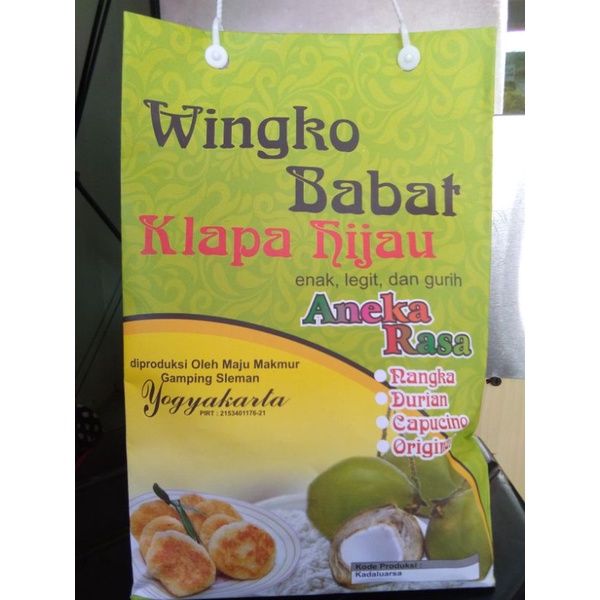 Wingko
Babat
Klapa hijau
enak, legit, dan gurih
Aneka
Rasa
Nangka
Durian
Capucino
diproduksi Oleh Maju Makmur
Gamping Sleman
Yogyakarta
PIRT : 2153401176-21
Kode Produksi :
Kadaluarsa